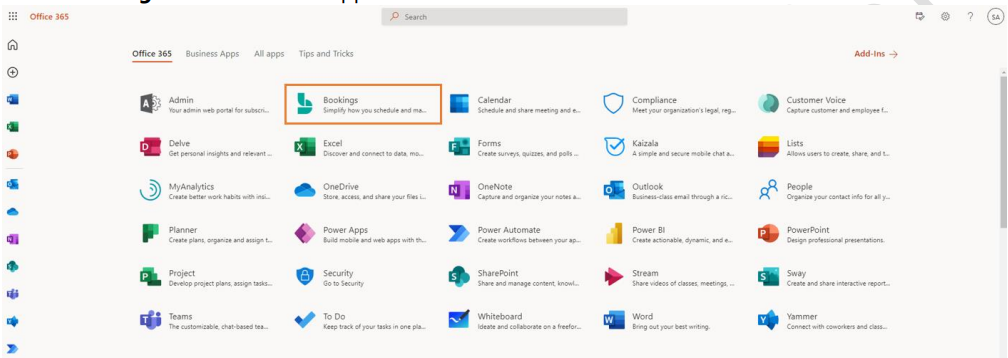 Office 365
Search
SA
Office 365 Business Apps All apps Tips and Tricks Add-Ins →
Admin
Your admin web portal for subscri...
Bookings
Simplify how you schedule and ma...
Calendar
Schedule and share meeting and e...
Compliance
Meet your organization's legal, reg...
Customer Voice
Capture customer and employee f...
Delve
Get personal insights and relevant ...
Excel
Discover and connect to data, mo...
Forms
Create surveys, quizzes, and polls ...
Kaizala
A simple and secure mobile chat a...
Lists
Allows users to create, share, and t...
MyAnalytics
Create better work habits with insi...
OneDrive
Store, access, and share your files i...
OneNote
Capture and organize your notes a...
Outlook
Business-class email through a ric...
People
Organize your contact info for all y...
Planner
Create plans, organize and assign t...
Power Apps
Build mobile and web apps with th...
Power Automate
Create workflows between your ap...
Power BI
Create actionable, dynamic, and e...
PowerPoint
Design professional presentations.
Project
Develop project plans, assign tasks...
Security
Go to Security
SharePoint
Share and manage content, knowl...
Stream
Share videos of classes, meetings, ...
Sway
Create and share interactive report...
Teams
The customizable, chat-based tea...
To Do
Keep track of your tasks in one pla...
Whiteboard
Ideate and collaborate on a freefor...
Word
Bring out your best writing.
Yammer
Connect with coworkers and class...